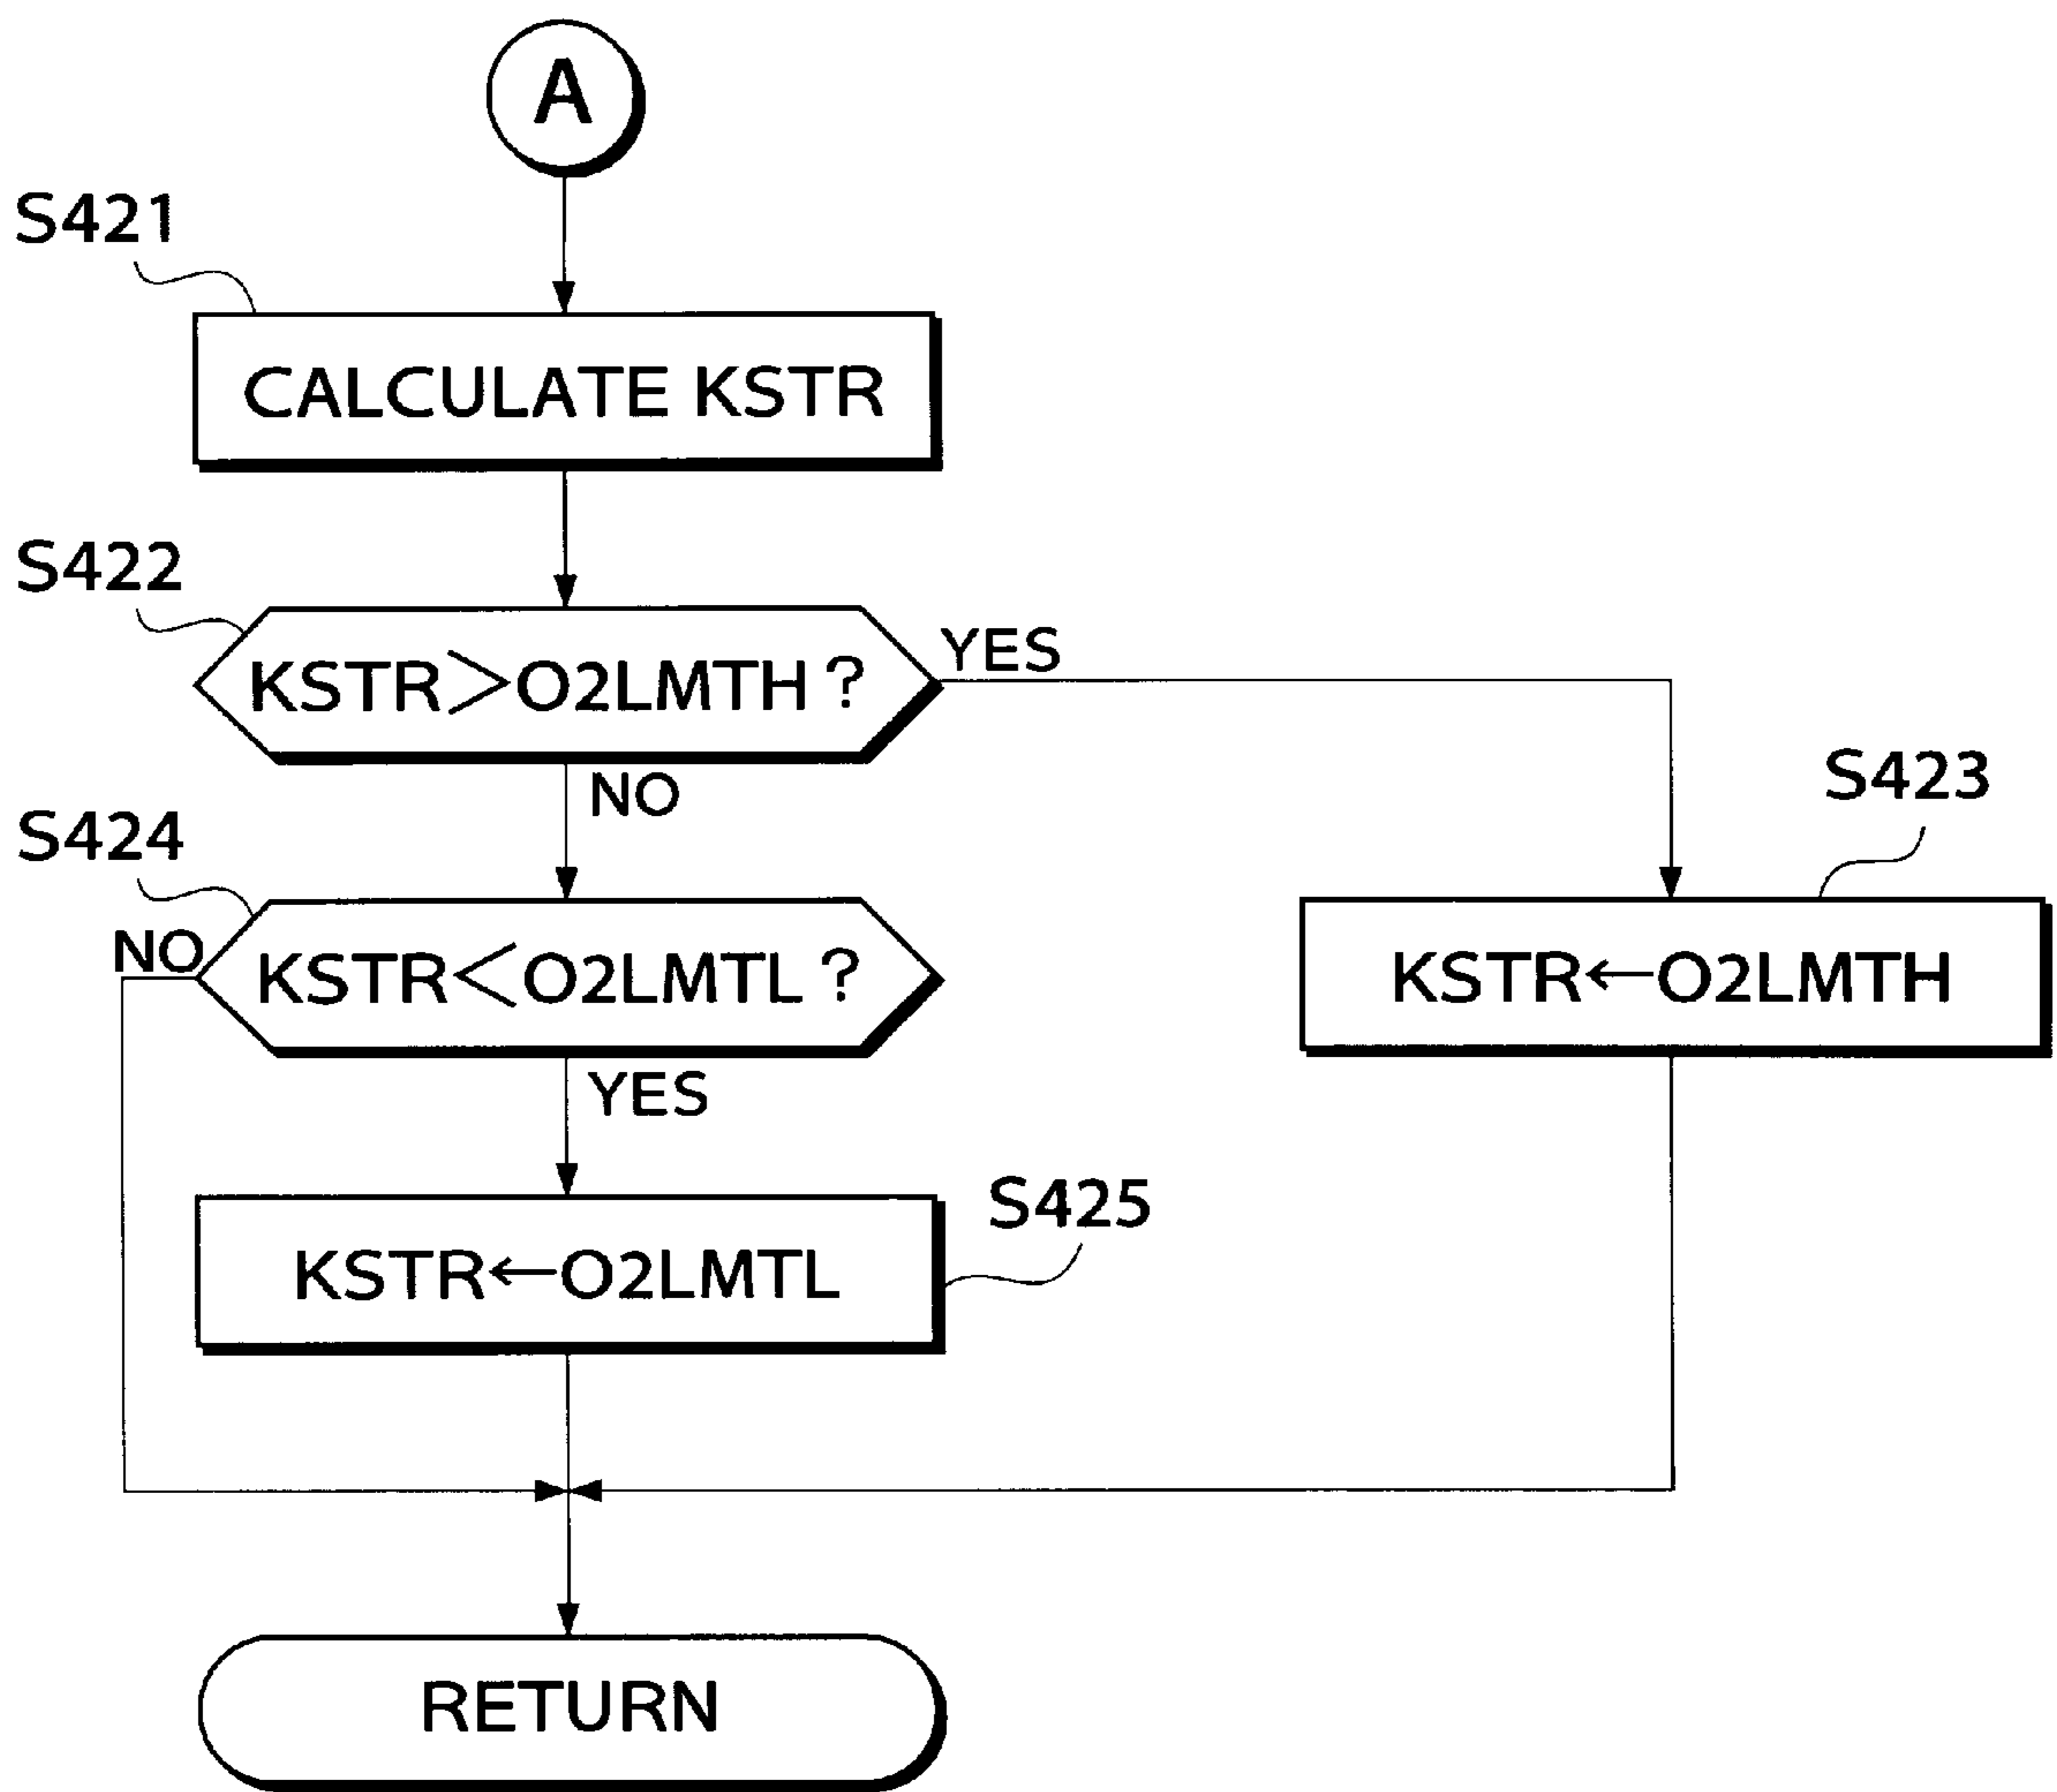 A
S421
CALCULATE KSTR
S422
KSTR>O2LMTH?
YES
NO
S423
S424
NO
KSTR<O2LMTL?
KSTR←O2LMTH
YES
S425
KSTR←O2LMTL
RETURN